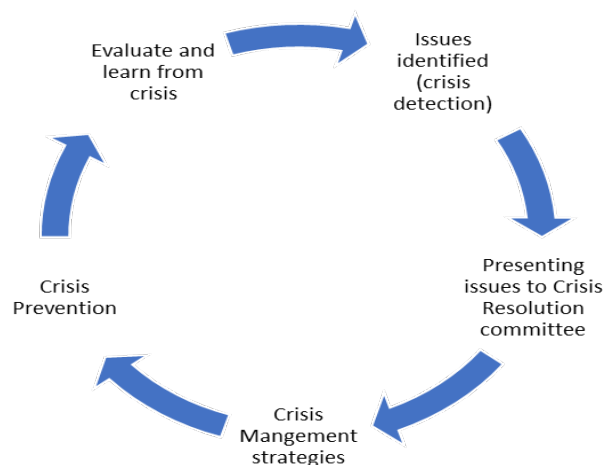 Evaluate and
learn from
crisis
Issues
identified
(crisis
detection)
Presenting
issues to Crisis
Resolution
committee
Crisis
Mangement
strategies
Crisis
Prevention